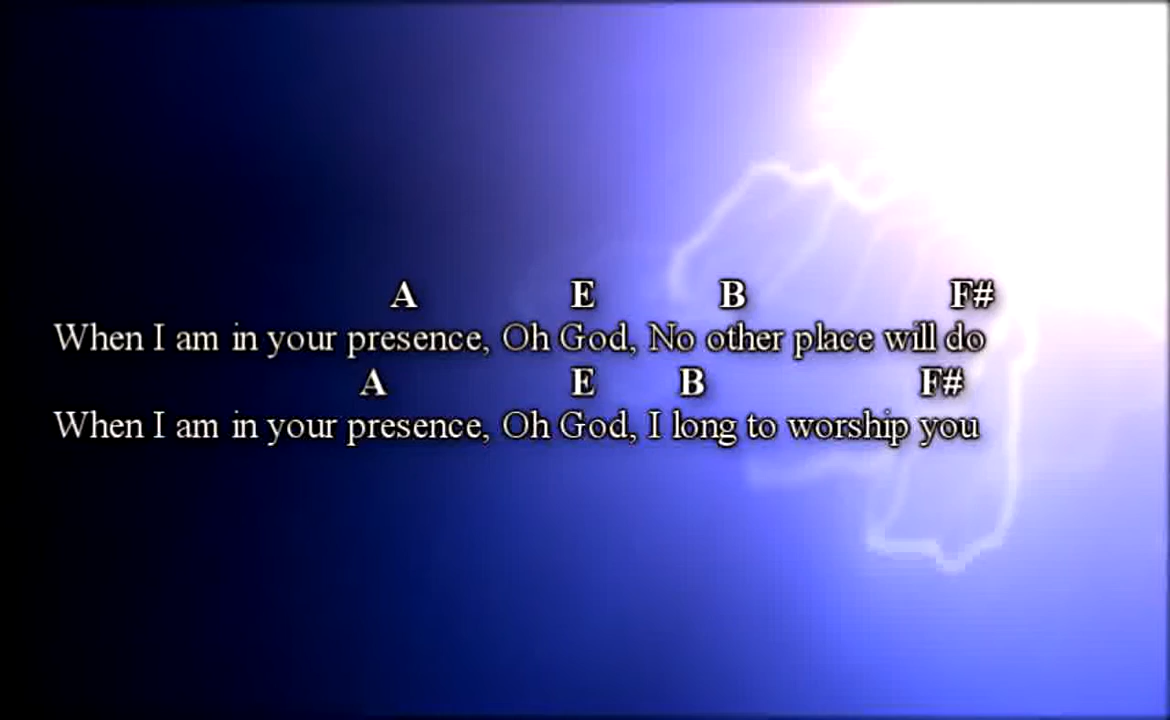 A E B F#
When I am in your presence, Oh God, No other place will do
A E B F#
When I am in your presence, Oh God, I long to worship you